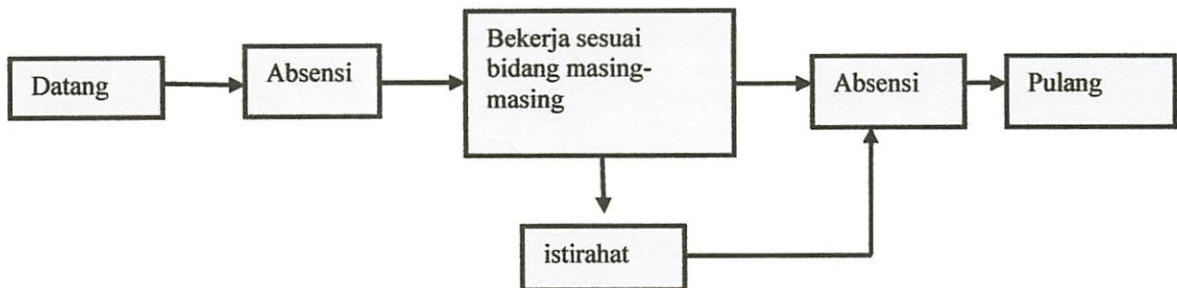 Datang
Absensi
Bekerja sesuai
bidang masing-
masing
Absensi
Pulang
istirahat